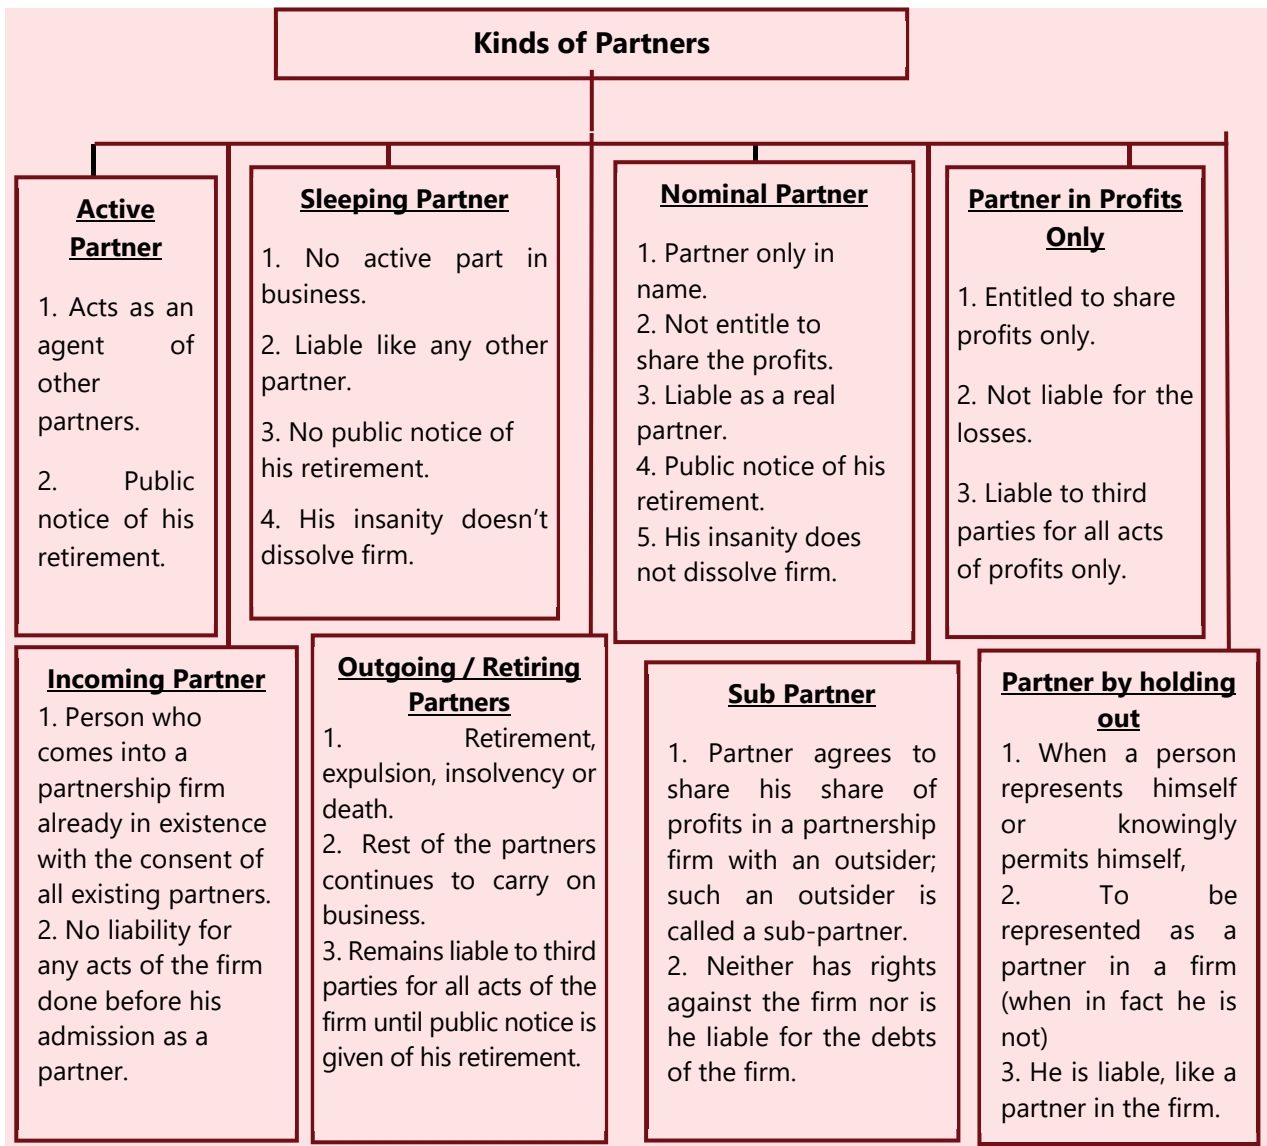 Kinds of Partners
Active
Partner
1. Acts as an
agent of
other
partners.
2. Public
notice of his
retirement.
Sleeping Partner
1. No active part in
business.
2. Liable like any other
partner.
3. No public notice of
his retirement.
4. His insanity doesn’t
dissolve firm.
Nominal Partner
1. Partner only in
name.
2. Not entitle to
share the profits.
3. Liable as a real
partner.
4. Public notice of his
retirement.
5. His insanity does
not dissolve firm.
Partner in Profits
Only
1. Entitled to share
profits only.
2. Not liable for the
losses.
3. Liable to third
parties for all acts
of profits only.
Incoming Partner
1. Person who
comes into a
partnership firm
already in existence
with the consent of
all existing partners.
2. No liability for
any acts of the firm
done before his
admission as a
partner.
Outgoing / Retiring
Partners
1. Retirement,
expulsion, insolvency or
death.
2. Rest of the partners
continues to carry on
business.
3. Remains liable to third
parties for all acts of the
firm until public notice is
given of his retirement.
Sub Partner
1. Partner agrees to
share his share of
profits in a partnership
firm with an outsider;
such an outsider is
called a sub-partner.
2. Neither has rights
against the firm nor is
he liable for the debts
of the firm.
Partner by holding
out
1. When a person
represents himself
or knowingly
permits himself,
2. To be
represented as a
partner in a firm
(when in fact he is
not)
3. He is liable, like a
partner in the firm.